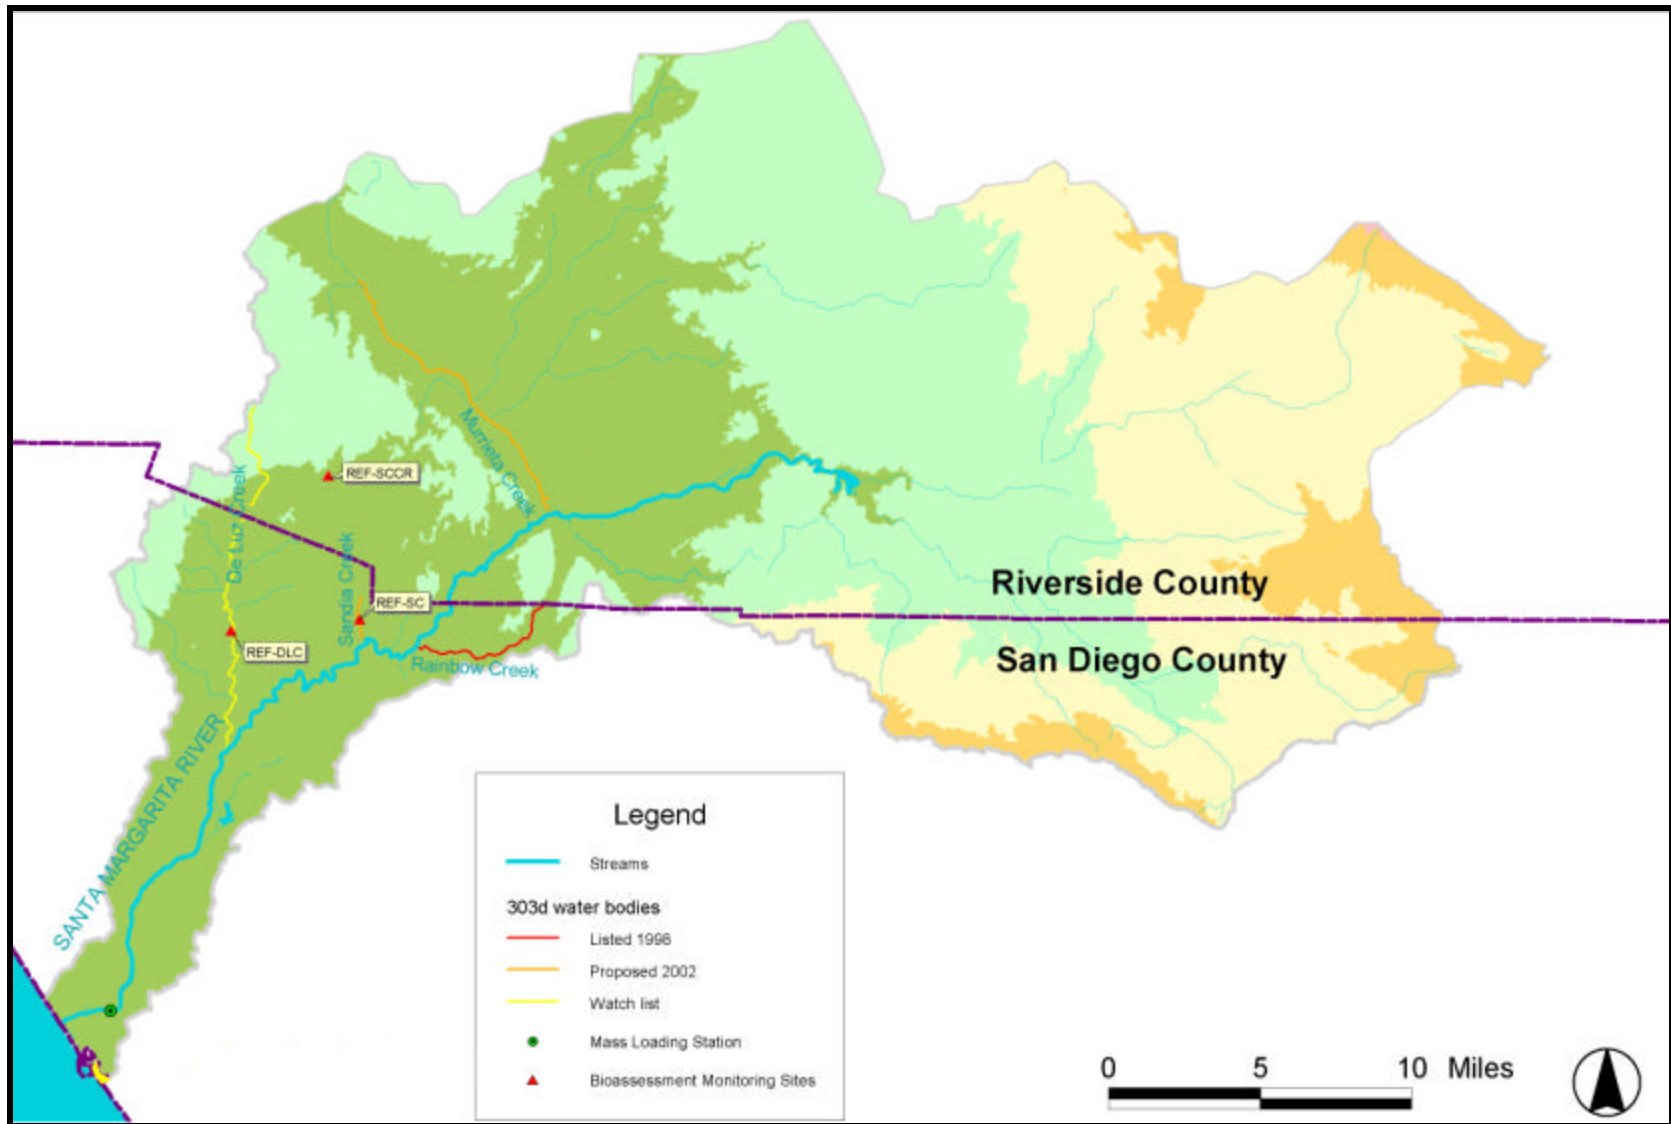 REF-SCCR
Murrieta Creek
De Luz Creek
Sandia Creek
REF-SC
REF-DLC
Rainbow Creek
Riverside County
San Diego County
SANTA MARGARITA RIVER
Legend
Streams
303d water bodies
Listed 1998
Proposed 2002
Watch list
Mass Loading Station
Bioassessment Monitoring Sites
0 5 10 Miles